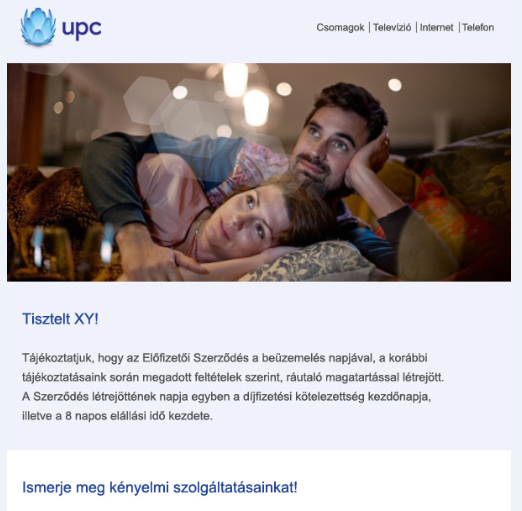 upc
Csomagok | Televízió | Internet | Telefon
Tisztelt XY!
Tájékoztatjuk, hogy az Előfizetői Szerződés a beüzemelés napjával, a korábbi
tájékoztatásaink során megadott feltételek szerint, ráutaló magatartással létrejött.
A Szerződés létrejöttének napja egyben a díjfizetési kötelezettség kezdőnapja,
illetve a 8 napos elállási idő kezdete.
Ismerje meg kényelmi szolgáltatásainkat!